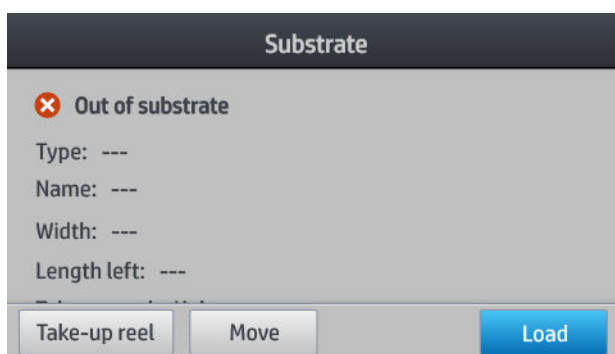 Substrate
Out of substrate
Type: ---
Name: ---
Width: ---
Length left: ---
Take-up reel
Move
Load